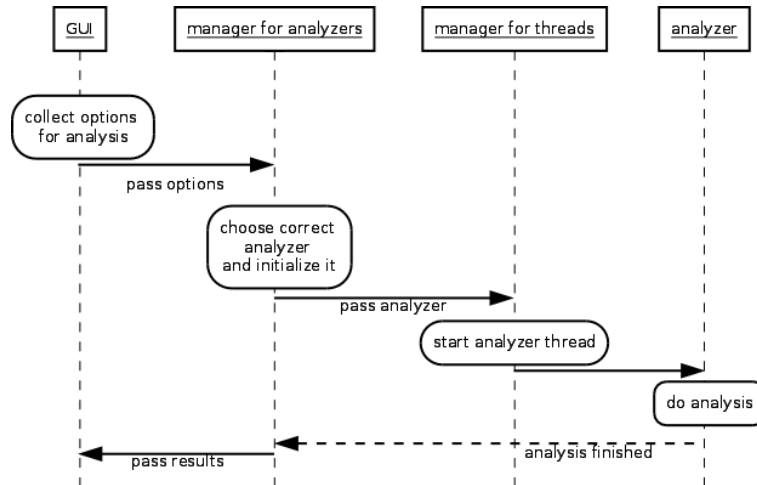 GUI
manager for analyzers
manager for threads
analyzer
collect options
for analysis
pass options
choose correct
analyzer
and initialize it
pass analyzer
start analyzer thread
do analysis
analysis finished
pass results